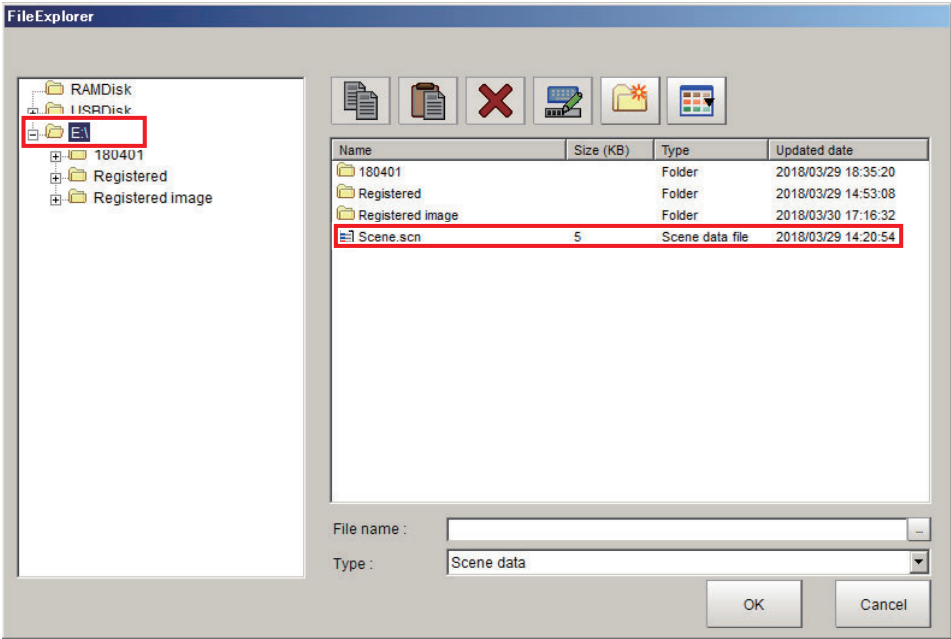 FileExplorer
RAMDisk
USBDisk
E:\
180401
Registered
Registered image
Name Size (KB) Type Updated date
180401 Folder 2018/03/29 18:35:20
Registered Folder 2018/03/29 14:53:08
Registered image Folder 2018/03/30 17:16:32
Scene.scn 5 Scene data file 2018/03/29 14:20:54
File name : ...
Type : Scene data
OK Cancel